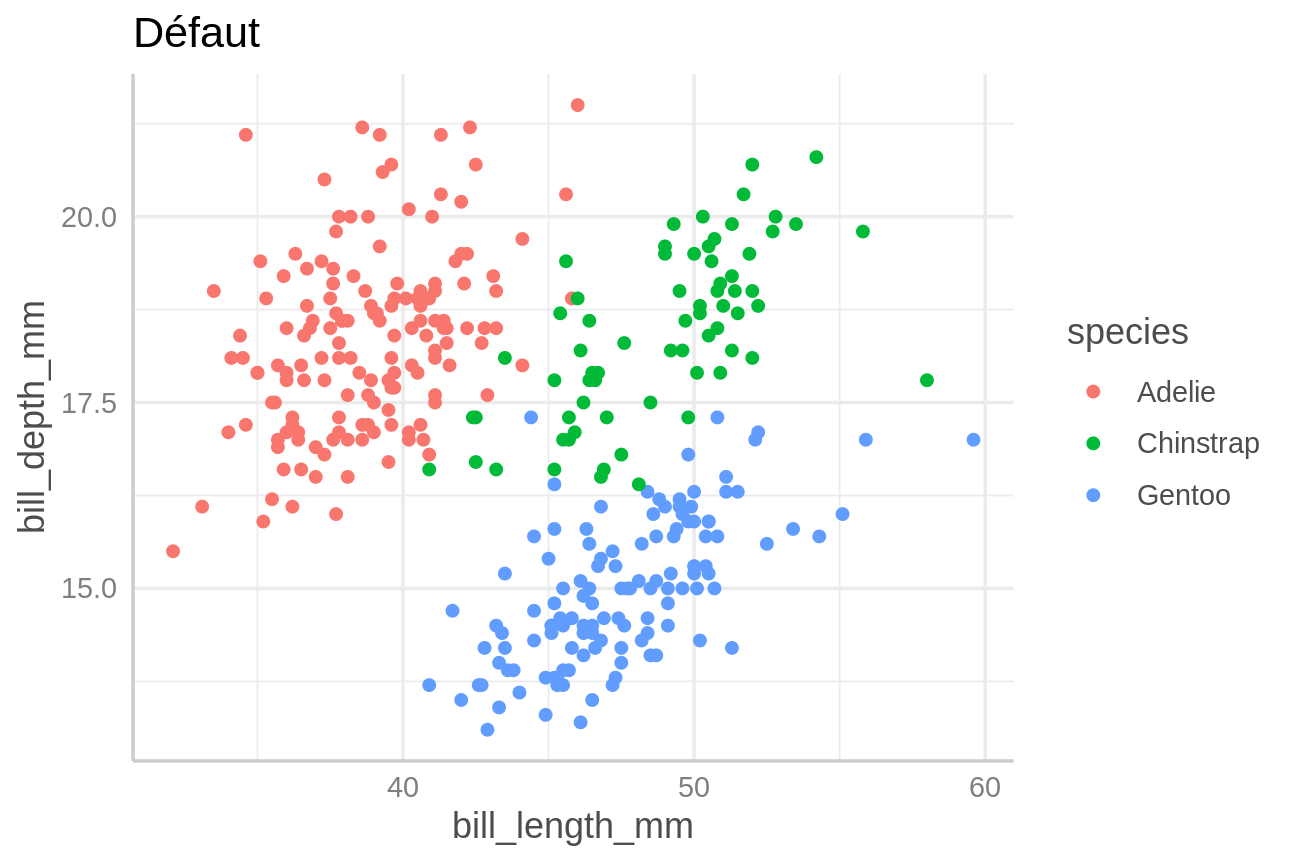 Défaut
20.0
17.5
15.0
bill_depth_mm
40
50
60
bill_length_mm
species
Adelie
Chinstrap
Gentoo